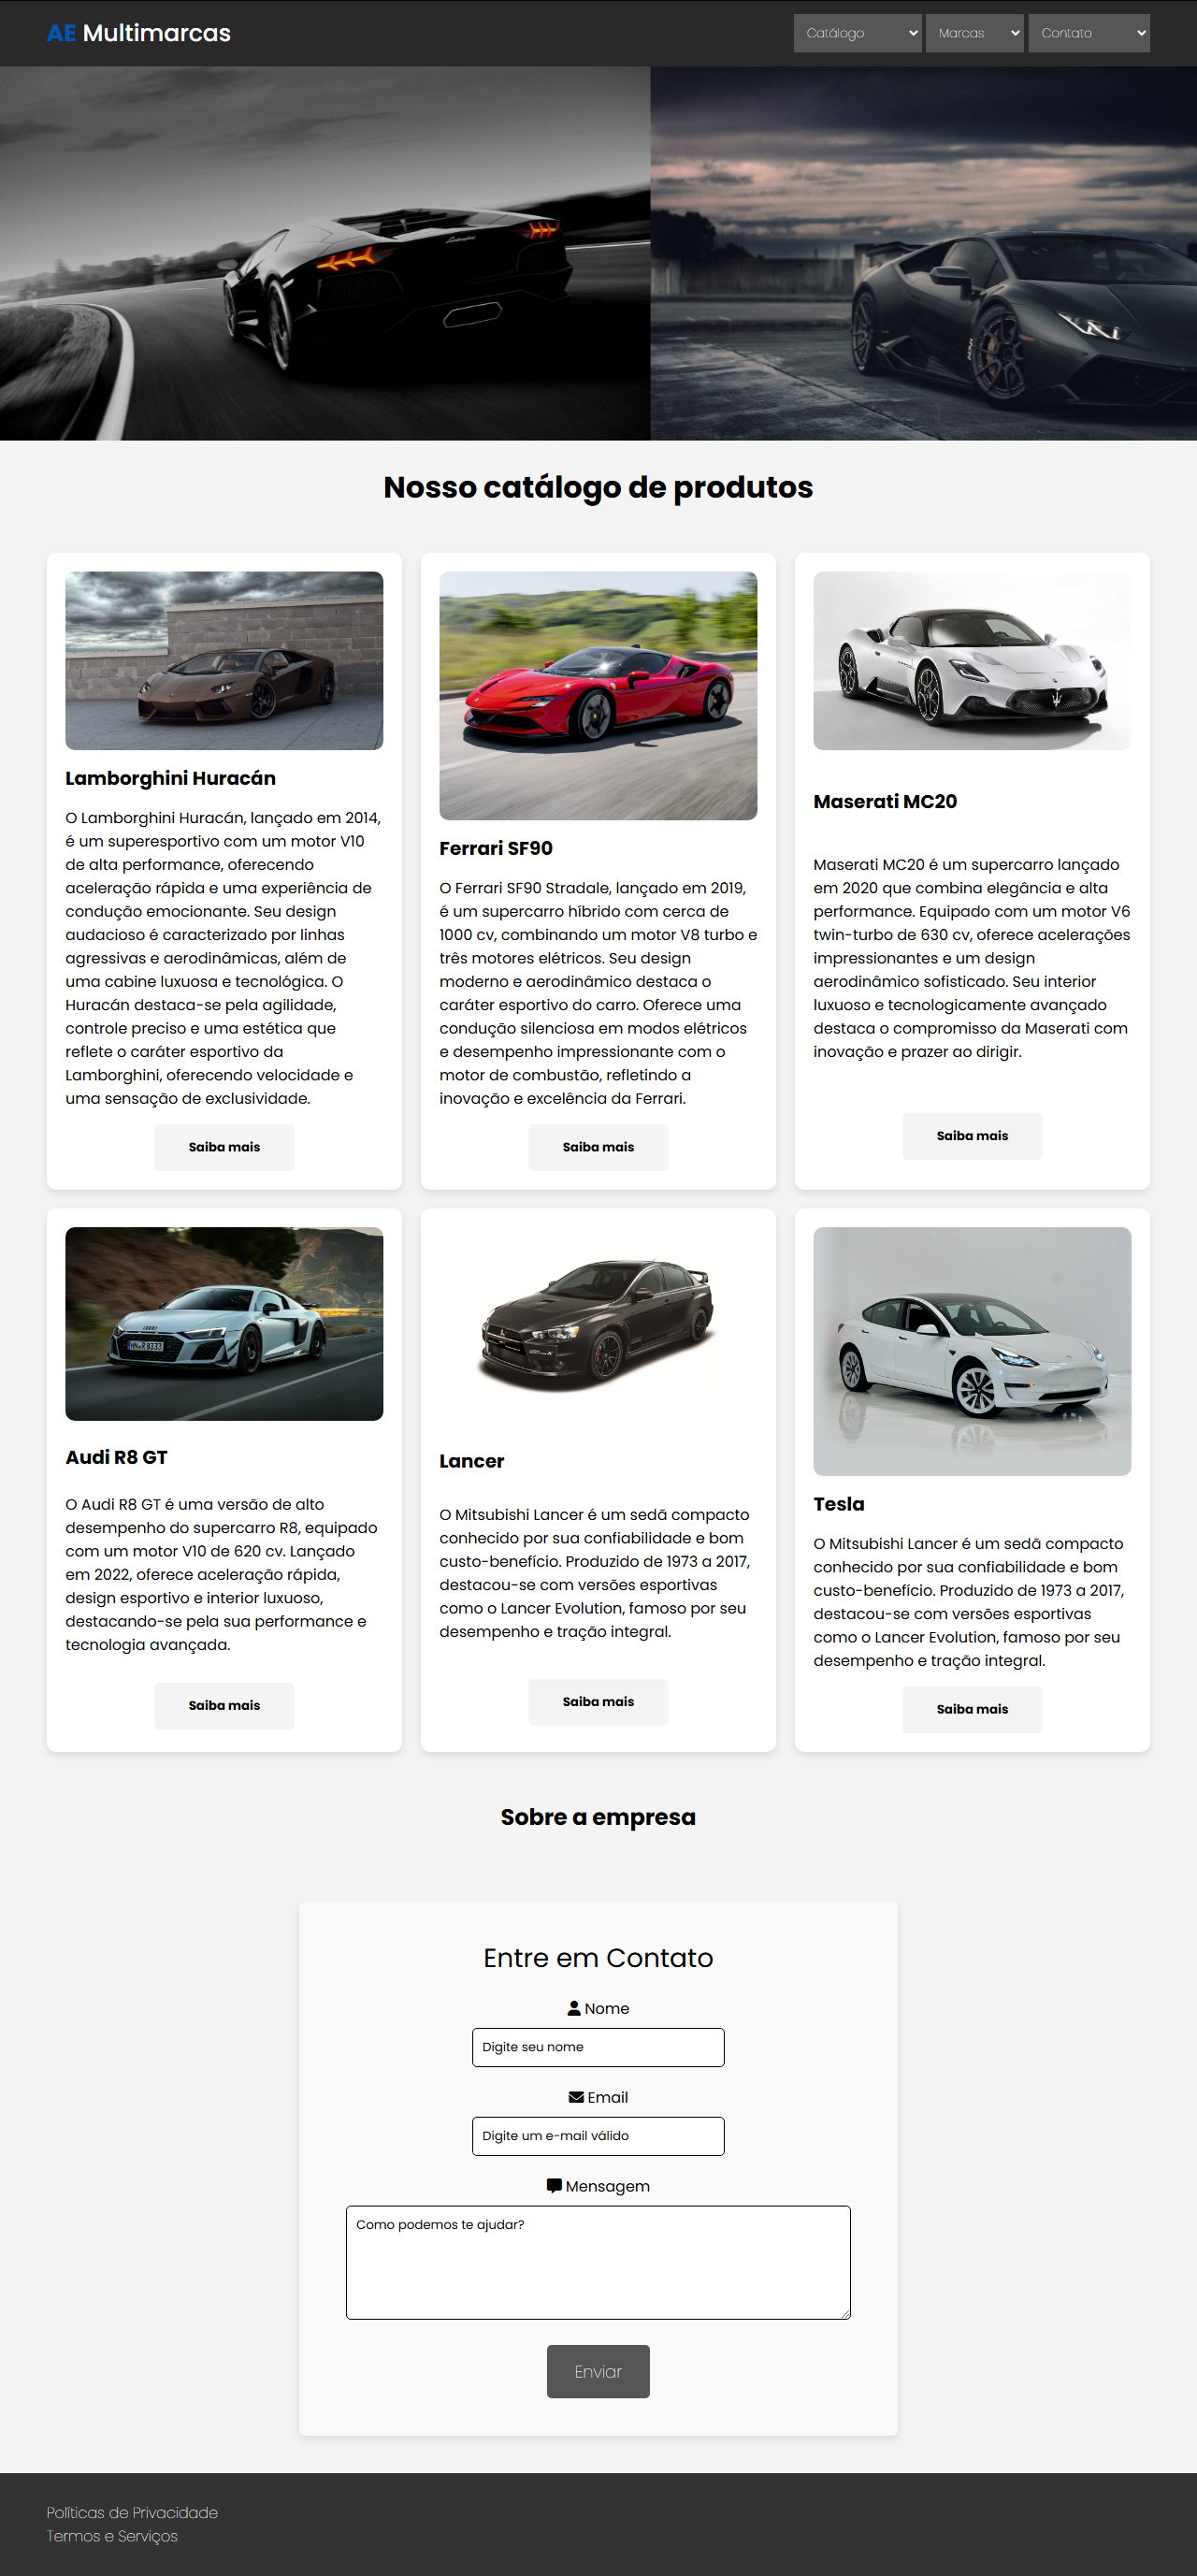 AE Multimarcas
Catálogo
Marcas
Contato
Nosso catálogo de produtos
Lamborghini Huracán
O Lamborghini Huracán, lançado em 2014,
é um superesportivo com um motor V10
de alta performance, oferecendo
aceleração rápida e uma experiência de
condução emocionante. Seu design
audacioso é caracterizado por linhas
agressivas e aerodinâmicas, além de
uma cabine luxuosa e tecnológica. O
Huracán destaca-se pela agilidade,
controle preciso e uma estética que
reflete o caráter esportivo da
Lamborghini, oferecendo velocidade e
uma sensação de exclusividade.
Saiba mais
Ferrari SF90
O Ferrari SF90 Stradale, lançado em 2019,
é um supercarro híbrido com cerca de
1000 cv, combinando um motor V8 turbo e
três motores elétricos. Seu design
moderno e aerodinâmico destaca o
caráter esportivo do carro. Oferece uma
condução silenciosa em modos elétricos
e desempenho impressionante com o
motor de combustão, refletindo a
inovação e excelência da Ferrari.
Saiba mais
Maserati MC20
Maserati MC20 é um supercarro lançado
em 2020 que combina elegância e alta
performance. Equipado com um motor V6
twin-turbo de 630 cv, oferece acelerações
impressionantes e um design
aerodinâmico sofisticado. Seu interior
luxuoso e tecnologicamente avançado
destaca o compromisso da Maserati com
inovação e prazer ao dirigir.
Saiba mais
Audi R8 GT
O Audi R8 GT é uma versão de alto
desempenho do supercarro R8, equipado
com um motor V10 de 620 cv. Lançado
em 2022, oferece aceleração rápida,
design esportivo e interior luxuoso,
destacando-se pela sua performance e
tecnologia avançada.
Saiba mais
Lancer
O Mitsubishi Lancer é um sedã compacto
conhecido por sua confiabilidade e bom
custo-benefício. Produzido de 1973 a 2017,
destacou-se com versões esportivas
como o Lancer Evolution, famoso por seu
desempenho e tração integral.
Saiba mais
Tesla
O Mitsubishi Lancer é um sedã compacto
conhecido por sua confiabilidade e bom
custo-benefício. Produzido de 1973 a 2017,
destacou-se com versões esportivas
como o Lancer Evolution, famoso por seu
desempenho e tração integral.
Saiba mais
Sobre a empresa
Entre em Contato
Nome
Digite seu nome
Email
Digite um e-mail válido
Mensagem
Como podemos te ajudar?
Enviar
Políticas de Privacidade
Termos e Serviços